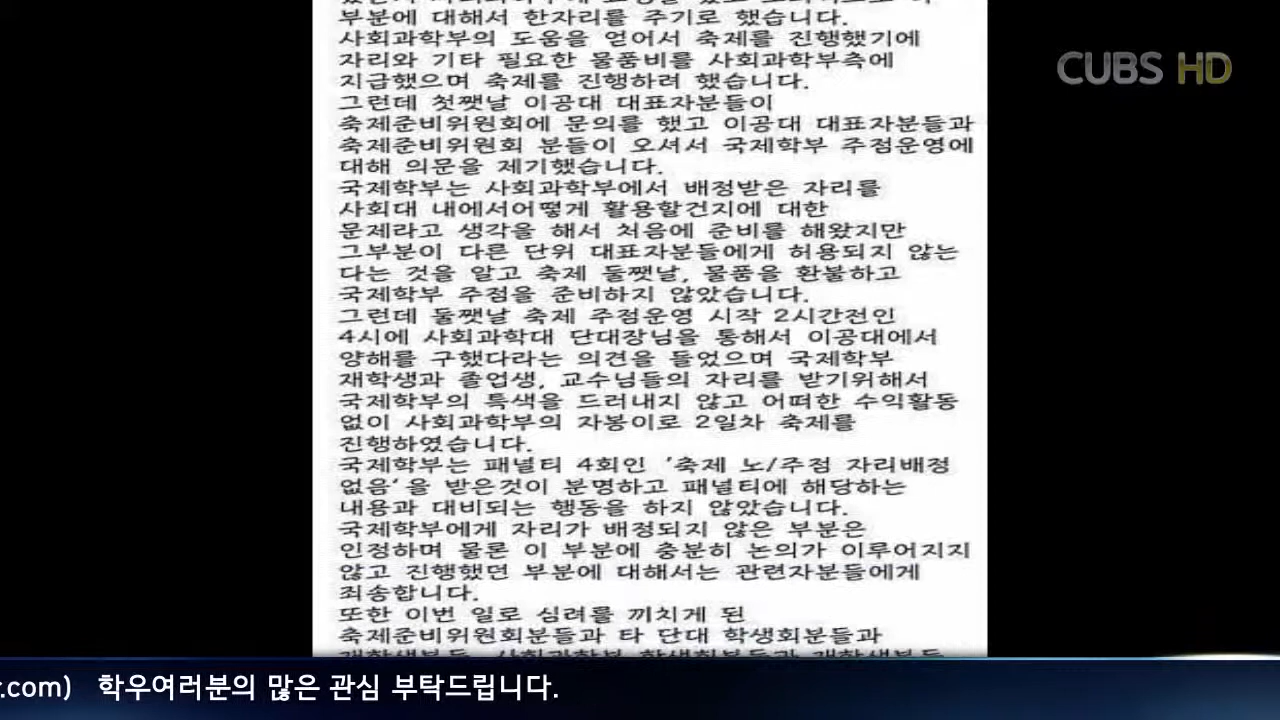 부분에 대해서 한자리를 주기로 했습니다.
사회과학부의 도움을 얻어서 축제를 진행했기에
자리와 기타 필요한 물품비를 사회과학부측에
지급했으며 축제를 진행하려 했습니다.
그런데 첫쨋날 이공대 대표자분들이
축제준비위원회에 문의를 했고 이공대 대표자분들과
축제준비위원회 분들이 오셔서 국제학부 주점운영에
대해 의문을 제기했습니다.
국제학부는 사회과학부에서 배정받은 자리를
사회대 내에서어떻게 활용할건지에 대한
문제라고 생각을 해서 처음에 준비를 해왔지만
그부분이 다른 단위 대표자분들에게 허용되지 않는
다는 것을 알고 축제 둘쨋날, 물품을 환불하고
국제학부 주점을 준비하지 않았습니다.
그런데 둘쨋날 축제 주점운영 시작 2시간전인
4시에 사회과학대 단대장님을 통해서 이공대에서
양해를 구했다라는 의견을 들었으며 국제학부
재학생과 졸업생, 교수님들의 자리를 받기위해서
국제학부의 특색을 드러내지 않고 어떠한 수익활동
없이 사회과학부의 자봉이로 2일차 축제를
진행하였습니다.
국제학부는 패널티 4회인 '축제 노/주점 자리배정
없음'을 받은것이 분명하고 패널티에 해당하는
내용과 대비되는 행동을 하지 않았습니다.
국제학부에게 자리가 배정되지 않은 부분은
인정하며 물론 이 부분에 충분히 논의가 이루어지지
않고 진행했던 부분에 대해서는 관련자분들에게
죄송합니다.
또한 이번 일로 심려를 끼치게 된
축제준비위원회분들과 타 단대 학생회분들과
CUBS HD
r.com) 학우여러분의 많은 관심 부탁드립니다.